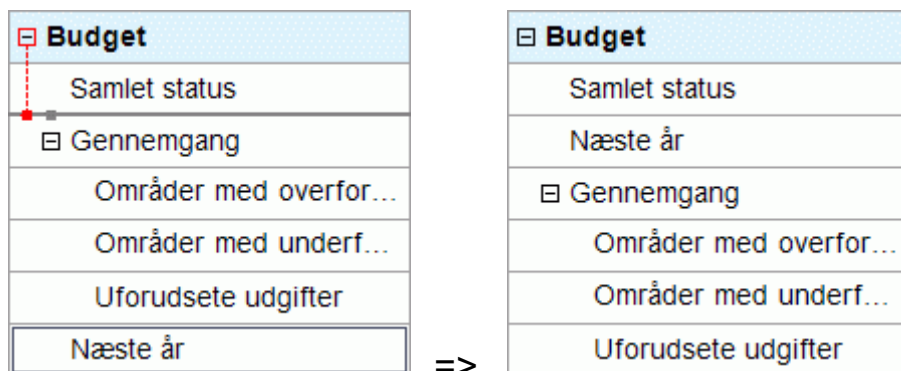 Budget
Samlet status
Gennemgang
Områder med overfor...
Områder med underf...
Uforudsete udgifter
Næste år
=>
Budget
Samlet status
Næste år
Gennemgang
Områder med overfor...
Områder med underf...
Uforudsete udgifter